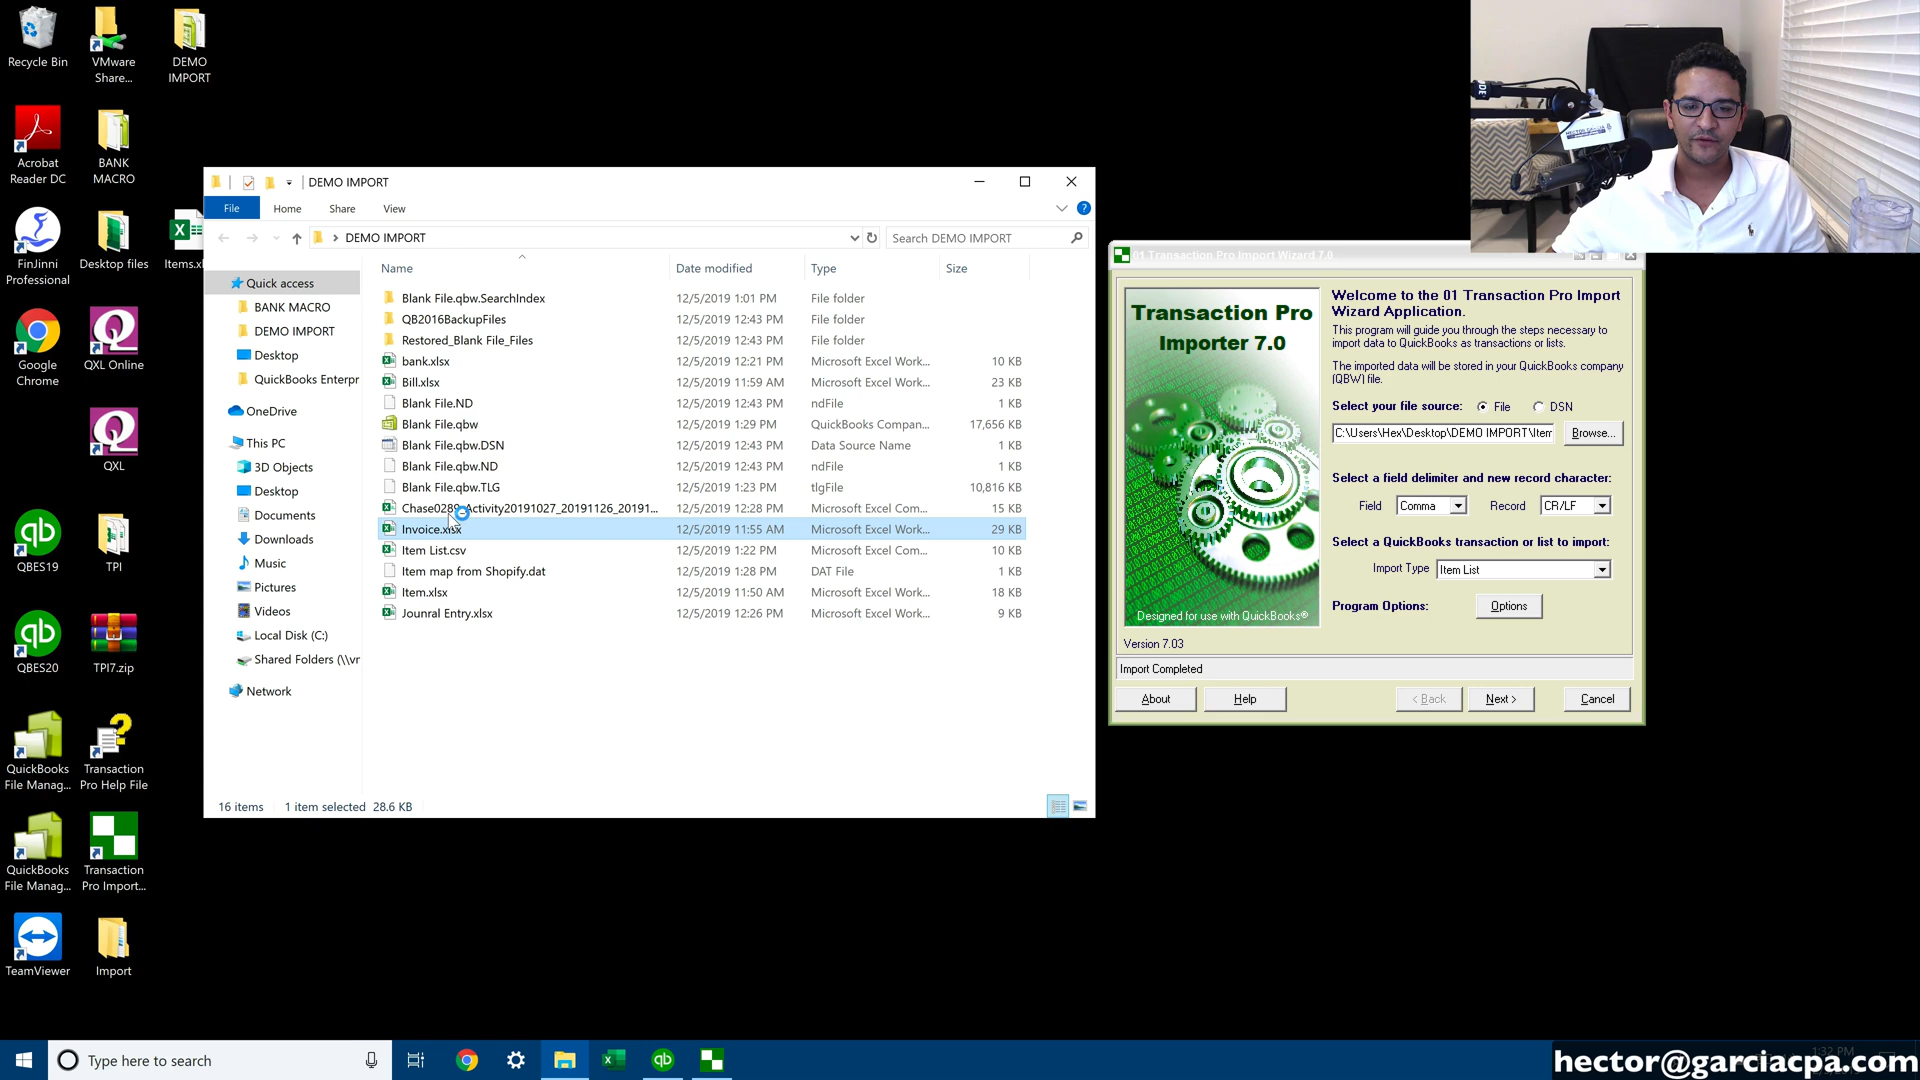 Recycle Bin
VMware
Share...
DEMO
IMPORT
Acrobat
Reader DC
BANK
MACRO
FinJinni
Professional
Desktop files
Items.xl
Google
Chrome
QXL Online
QXL
QBES19
TPI
QBES20
TPI7.zip
QuickBooks
File Manag...
Transaction
Pro Help File
QuickBooks
File Manag...
Transaction
Pro Import...
TeamViewer
Import
DEMO IMPORT
File
Home
Share
View
DEMO IMPORT
Search DEMO IMPORT
Quick access
BANK MACRO
DEMO IMPORT
Desktop
QuickBooks Enterpr
OneDrive
This PC
3D Objects
Desktop
Documents
Downloads
Music
Pictures
Videos
Local Disk (C:)
Shared Folders (\\vr
Network
Name Date modified Type Size
Blank File.qbw.SearchIndex 12/5/2019 1:01 PM File folder
QB2016BackupFiles 12/5/2019 12:43 PM File folder
Restored_Blank File_Files 12/5/2019 12:43 PM File folder
bank.xlsx 12/5/2019 12:21 PM Microsoft Excel Work... 10 KB
Bill.xlsx 12/5/2019 11:59 AM Microsoft Excel Work... 23 KB
Blank File.ND 12/5/2019 12:43 PM ndFile 1 KB
Blank File.qbw 12/5/2019 1:29 PM QuickBooks Compan... 17,656 KB
Blank File.qbw.DSN 12/5/2019 12:43 PM Data Source Name 1 KB
Blank File.qbw.ND 12/5/2019 12:43 PM ndFile 1 KB
Blank File.qbw.TLG 12/5/2019 1:23 PM tlgFile 10,816 KB
Chase0289_Activity20191027_20191126_20191... 12/5/2019 12:28 PM Microsoft Excel Com... 15 KB
Invoice.xlsx 12/5/2019 11:55 AM Microsoft Excel Work... 29 KB
Item List.csv 12/5/2019 1:22 PM Microsoft Excel Com... 10 KB
Item map from Shopify.dat 12/5/2019 1:28 PM DAT File 1 KB
Item.xlsx 12/5/2019 11:50 AM Microsoft Excel Work... 18 KB
Jounral Entry.xlsx 12/5/2019 12:26 PM Microsoft Excel Work... 9 KB
16 items 1 item selected 28.6 KB
01 Transaction Pro Import Wizard 7.0
Transaction Pro
Importer 7.0
Designed for use with QuickBooks®
Version 7.03
Welcome to the 01 Transaction Pro Import
Wizard Application.
This program will guide you through the steps necessary to
import data to QuickBooks as transactions or lists.
The imported data will be stored in your QuickBooks company
(QBW) file.
Select your file source: File DSN
C:\Users\Hex\Desktop\DEMO IMPORT\Item
Browse...
Select a field delimiter and new record character:
Field Comma Record CR/LF
Select a QuickBooks transaction or list to import:
Import Type Item List
Program Options: Options
Import Completed
About Help < Back Next > Cancel
HECTOR GARCIA
Type here to search
1:32 PM
hector@garciacpa.com